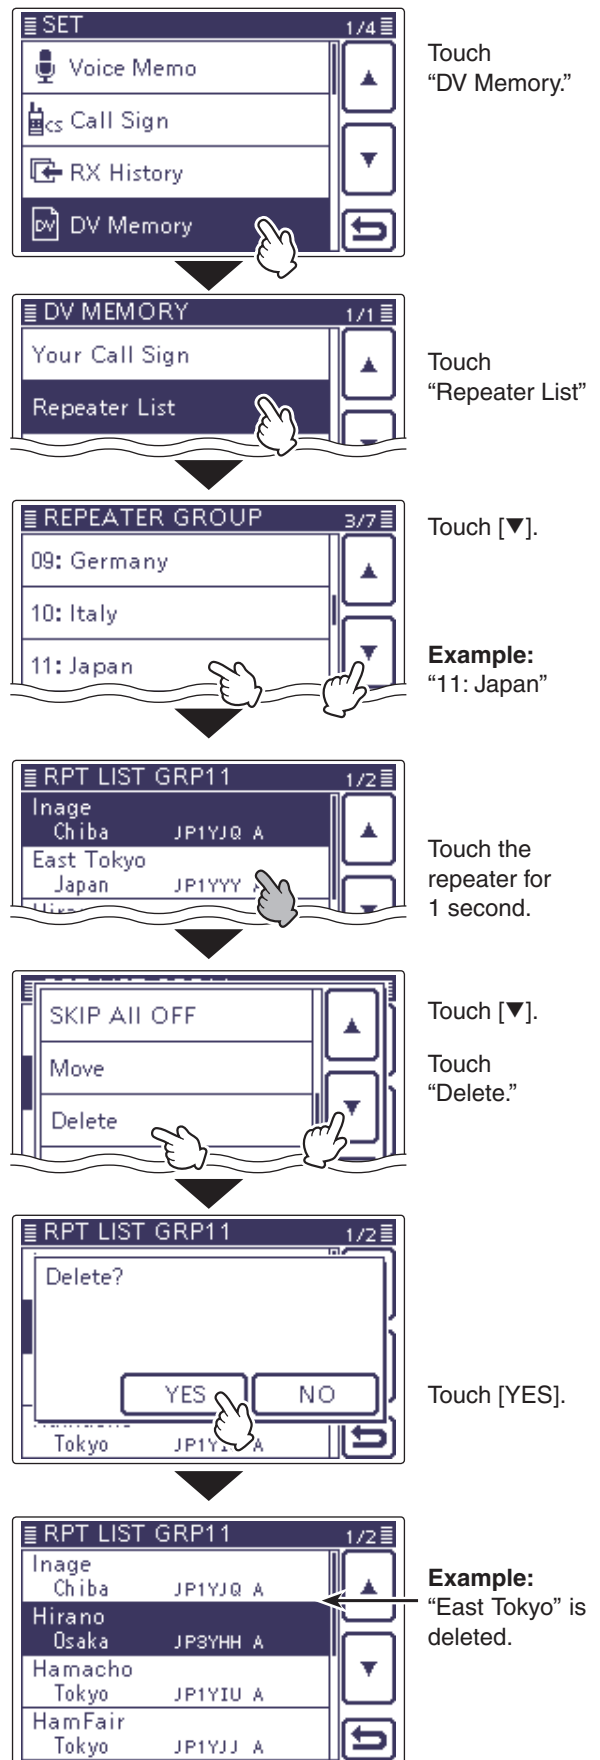 SET 1/4
Voice Memo
CS Call Sign
RX History
DV DV Memory
Touch
“DV Memory.”
DV MEMORY 1/1
Your Call Sign
Repeater List
Touch
“Repeater List”
REPEATER GROUP 3/7
09: Germany
10: Italy
11: Japan
Touch [▼].
Example:
“11: Japan”
RPT LIST GRP11 1/2
Inage
Chiba JP1YJQ A
East Tokyo
Japan JP1YYY
Touch the
repeater for
1 second.
SKIP All OFF
Move
Delete
Touch [▼].
Touch
“Delete.”
RPT LIST GRP11 1/2
Delete?
YES NO
Tokyo A
Touch [YES].
RPT LIST GRP11 1/2
Inage
Chiba JP1YJQ A
Hirano
Osaka JP3YHH A
Hamacho
Tokyo JP1YIU A
HamFair
Tokyo JP1YJJ A
Example:
“East Tokyo” is
deleted.